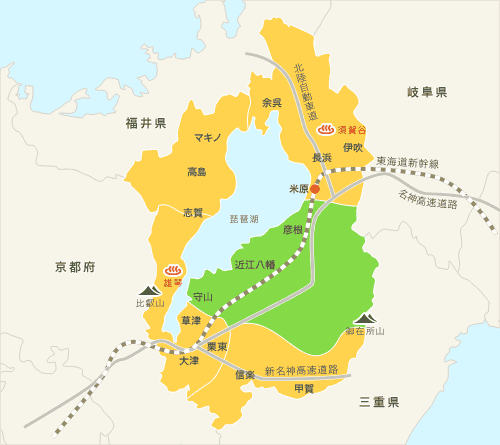 北陸自動車道
岐阜県
余呉
福井県
須賀谷
マキノ
伊吹
長浜
東海道新幹線
高島
米原
名神高速道路
志賀
琵琶湖
彦根
京都府
近江八幡
雄琴
守山
比叡山
草津
御在所山
栗東
大津
新名神高速道路
信楽
甲賀
三重県